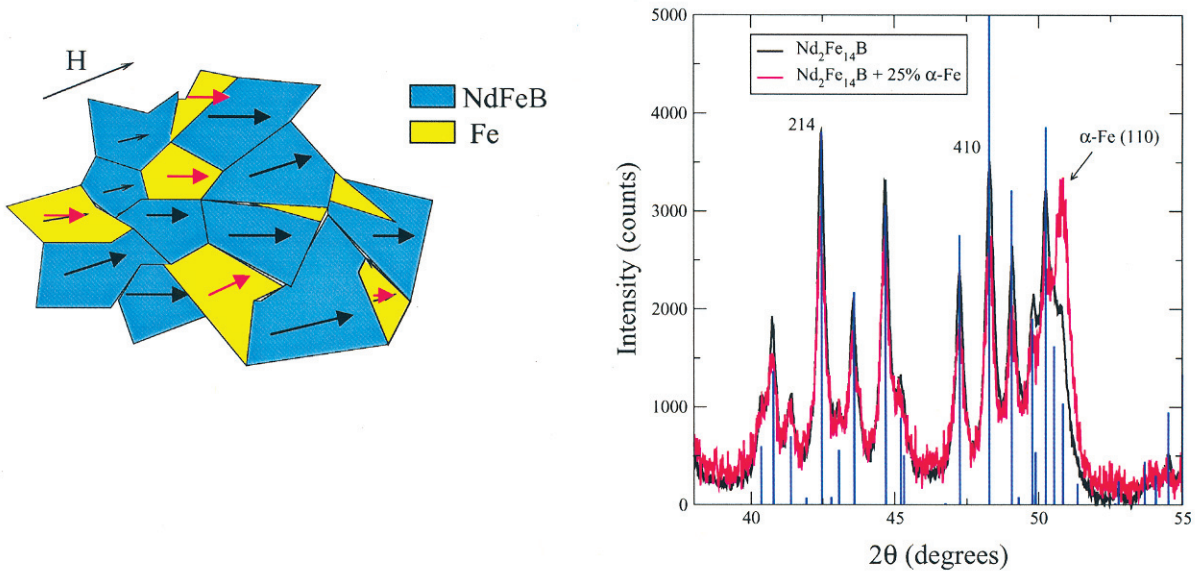 H
NdFeB
Fe
5000
4000
3000
2000
1000
0
Intensity (counts)
Nd₂Fe₁₄B
Nd₂Fe₁₄B + 25% α-Fe
214
410
α-Fe (110)
40
45
50
55
2θ (degrees)